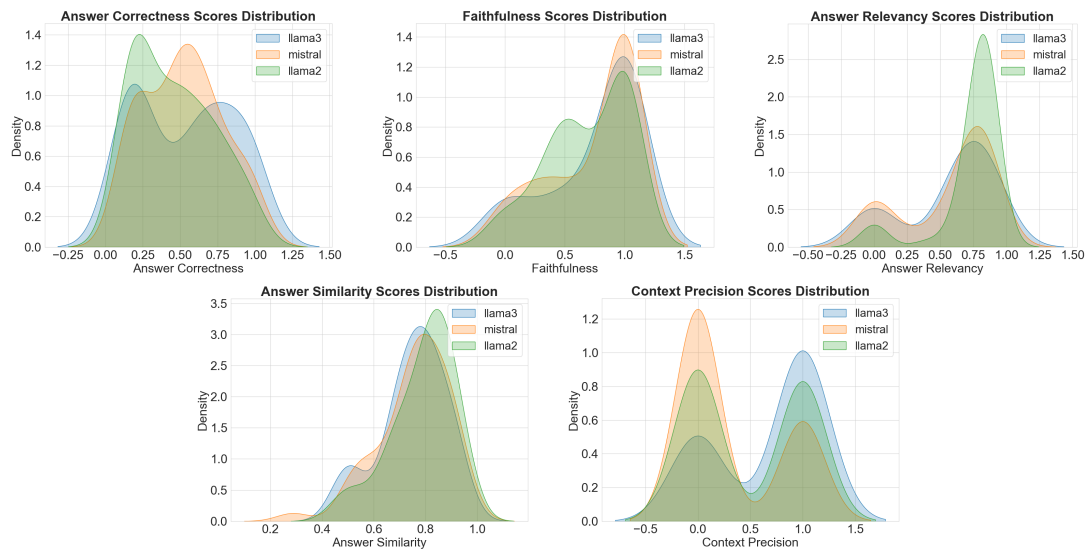 Answer Correctness Scores Distribution
1.4
1.2
1.0
0.8
0.6
0.4
0.2
0.0
Density
−0.25 0.00 0.25 0.50 0.75 1.00 1.25 1.50
Answer Correctness
llama3
mistral
llama2
Faithfulness Scores Distribution
1.4
1.2
1.0
0.8
0.6
0.4
0.2
0.0
Density
−0.5 0.0 0.5 1.0 1.5
Faithfulness
llama3
mistral
llama2
Answer Relevancy Scores Distribution
2.5
2.0
1.5
1.0
0.5
0.0
Density
−0.50 −0.25 0.00 0.25 0.50 0.75 1.00 1.25 1.50
Answer Relevancy
llama3
mistral
llama2
Answer Similarity Scores Distribution
3.5
3.0
2.5
2.0
1.5
1.0
0.5
0.0
Density
0.2 0.4 0.6 0.8 1.0
Answer Similarity
llama3
mistral
llama2
Context Precision Scores Distribution
1.2
1.0
0.8
0.6
0.4
0.2
0.0
Density
−0.5 0.0 0.5 1.0 1.5
Context Precision
llama3
mistral
llama2